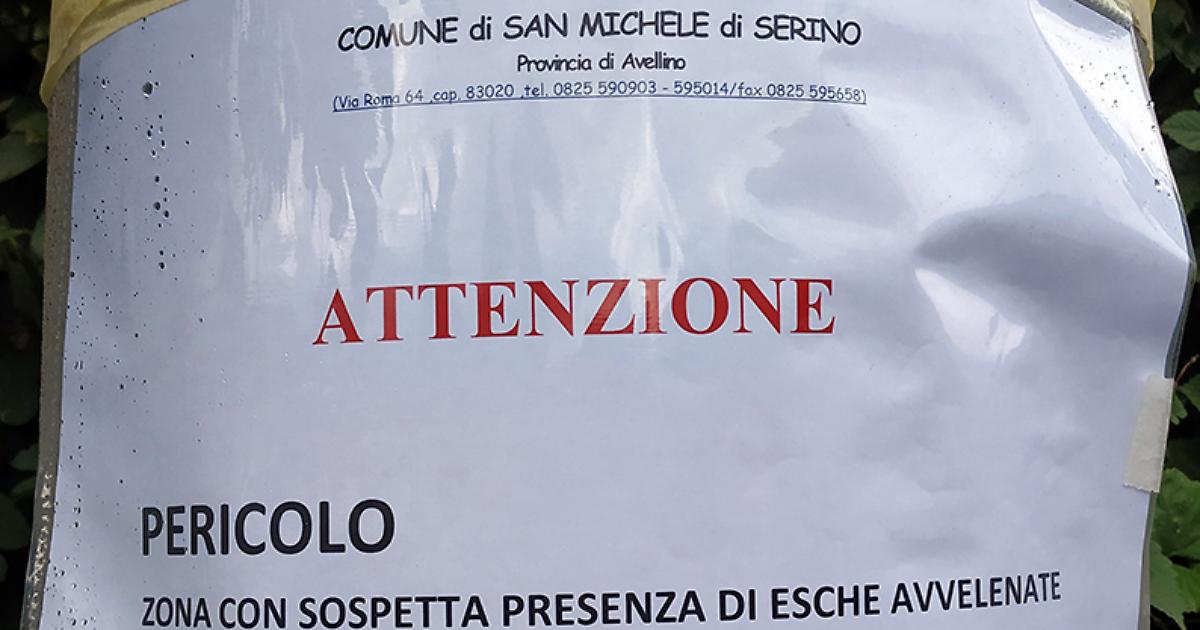 COMUNE di SAN MICHELE di SERINO
Provincia di Avellino
(Via Roma 64 ,cap. 83020 ,tel. 0825 590903 - 595014/fax 0825 595658)
ATTENZIONE
PERICOLO
ZONA CON SOSPETTA PRESENZA DI ESCHE AVVELENATE